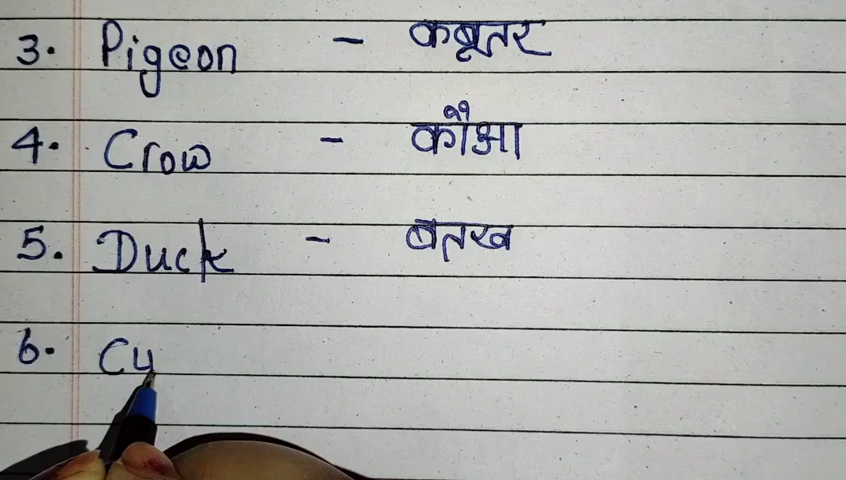 3. Pigeon - कबूतर
4. Crow - कौआ
5. Duck - बतख
6. Cu